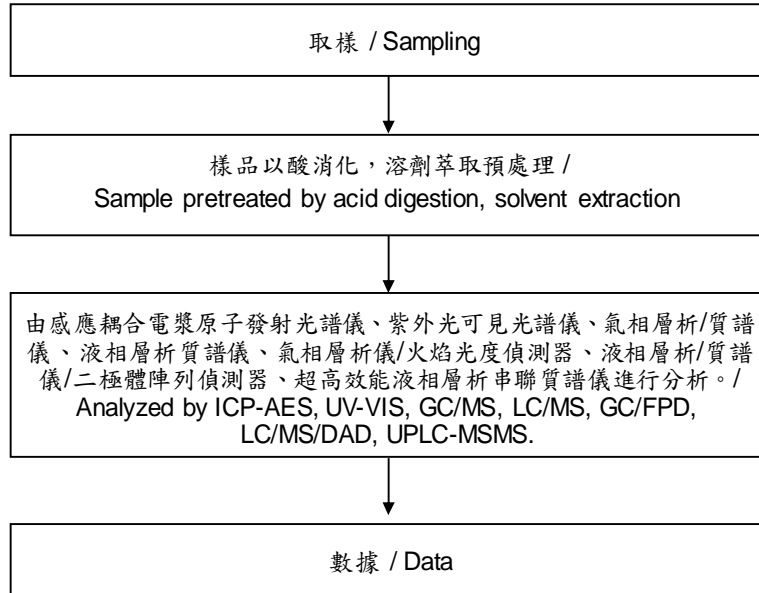 取樣 / Sampling
樣品以酸消化，溶劑萃取預處理 /
Sample pretreated by acid digestion, solvent extraction
由感應耦合電漿原子發射光譜儀、紫外光可見光譜儀、氣相層析/質譜
儀、液相層析質譜儀、氣相層析儀/火焰光度偵測器、液相層析/質譜
儀/二極體陣列偵測器、超高效能液相層析串聯質譜儀進行分析。/
Analyzed by ICP-AES, UV-VIS, GC/MS, LC/MS, GC/FPD,
LC/MS/DAD, UPLC-MSMS.
數據 / Data